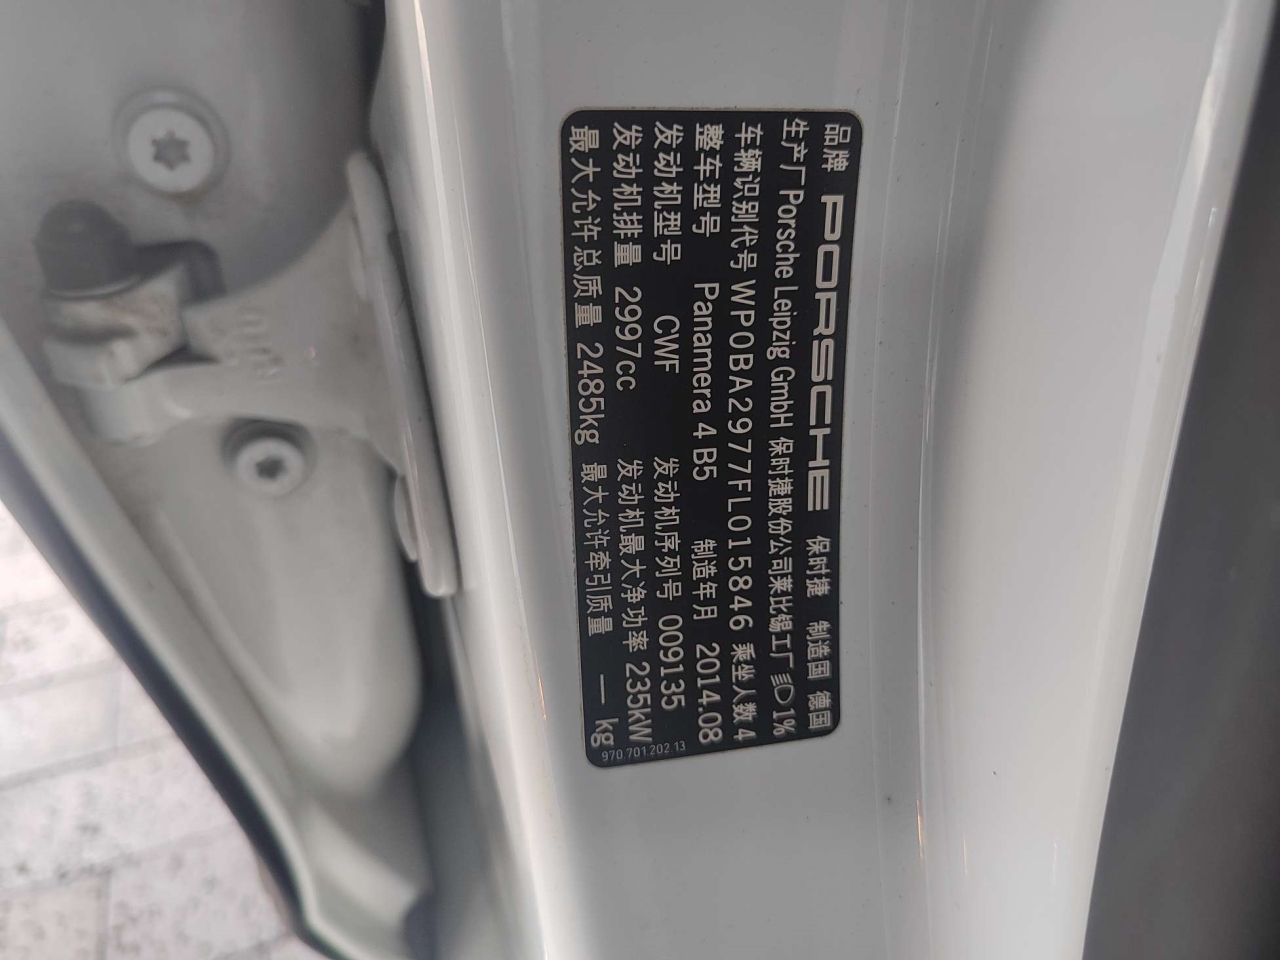 品牌 PORSCHE 保时捷 制造国 德国
生产厂 Porsche Leipzig GmbH 保时捷股份公司莱比锡工厂 1%
车辆识别代号 WP0BA2977FL015846 乘坐人数 4
整车型号 Panamera 4 B5 制造年月 2014.08
发动机型号 CWF 发动机序列号 009135
发动机排量 2997cc 发动机最大净功率 235kW
最大允许总质量 2485kg 最大允许牵引质量 — kg
970.701.202 13